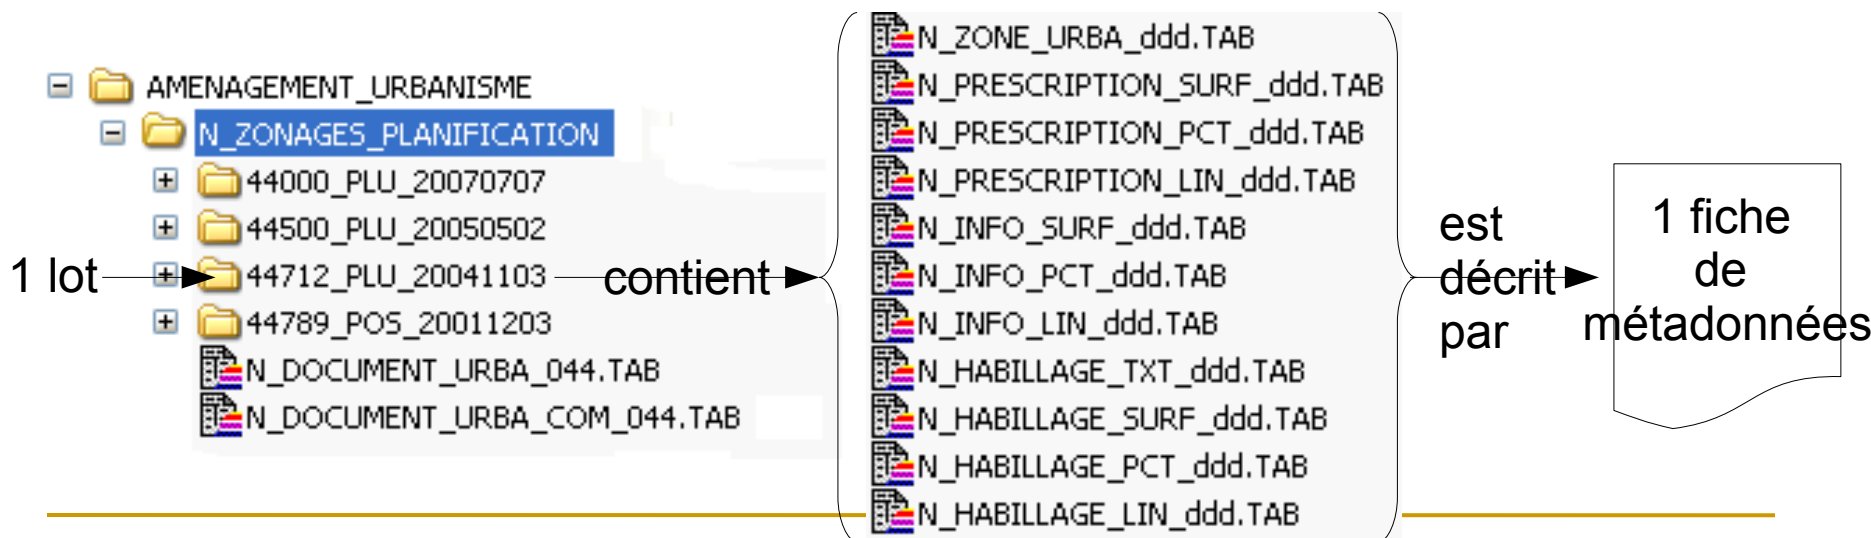 AMENAGEMENT_URBANISME
N_ZONAGES_PLANIFICATION
44000_PLU_20070707
44500_PLU_20050502
1 lot
44712_PLU_20041103
44789_POS_20011203
N_DOCUMENT_URBA_044.TAB
N_DOCUMENT_URBA_COM_044.TAB
contient
N_ZONE_URBA_ddd.TAB
N_PRESCRIPTION_SURF_ddd.TAB
N_PRESCRIPTION_PCT_ddd.TAB
N_PRESCRIPTION_LIN_ddd.TAB
N_INFO_SURF_ddd.TAB
N_INFO_PCT_ddd.TAB
N_INFO_LIN_ddd.TAB
N_HABILLAGE_TXT_ddd.TAB
N_HABILLAGE_SURF_ddd.TAB
N_HABILLAGE_PCT_ddd.TAB
N_HABILLAGE_LIN_ddd.TAB
est
décrit
par
1 fiche
de
métadonnées